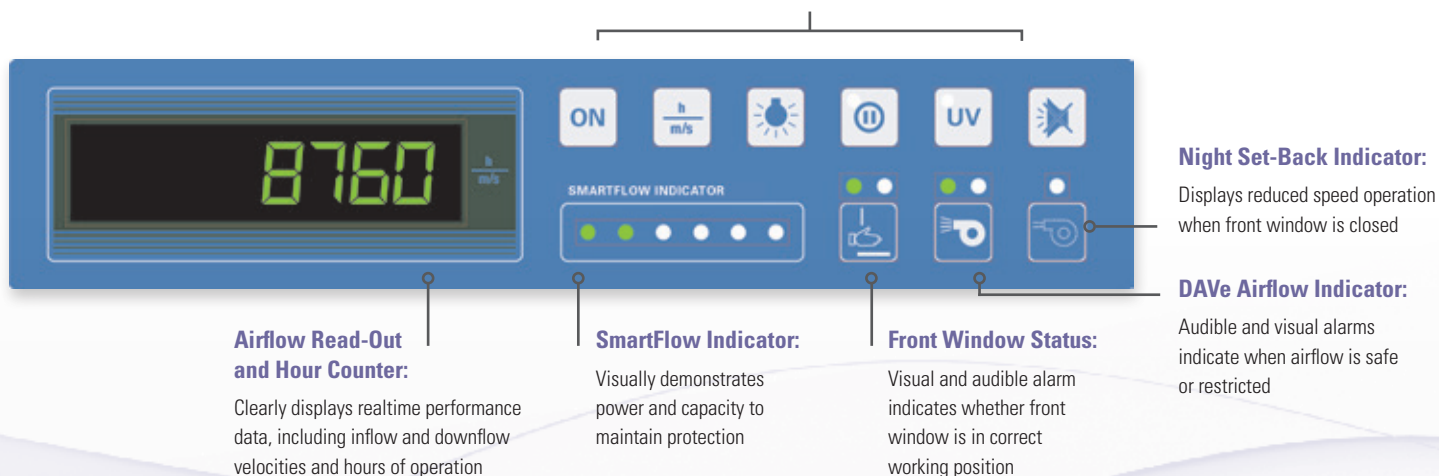 8760
h
m/s
ON
h
m/s
UV
SMARTFLOW INDICATOR
Airflow Read-Out
and Hour Counter:
Clearly displays realtime performance
data, including inflow and downflow
velocities and hours of operation
SmartFlow Indicator:
Visually demonstrates
power and capacity to
maintain protection
Front Window Status:
Visual and audible alarm
indicates whether front
window is in correct
working position
Night Set-Back Indicator:
Displays reduced speed operation
when front window is closed
DAVe Airflow Indicator:
Audible and visual alarms
indicate when airflow is safe
or restricted